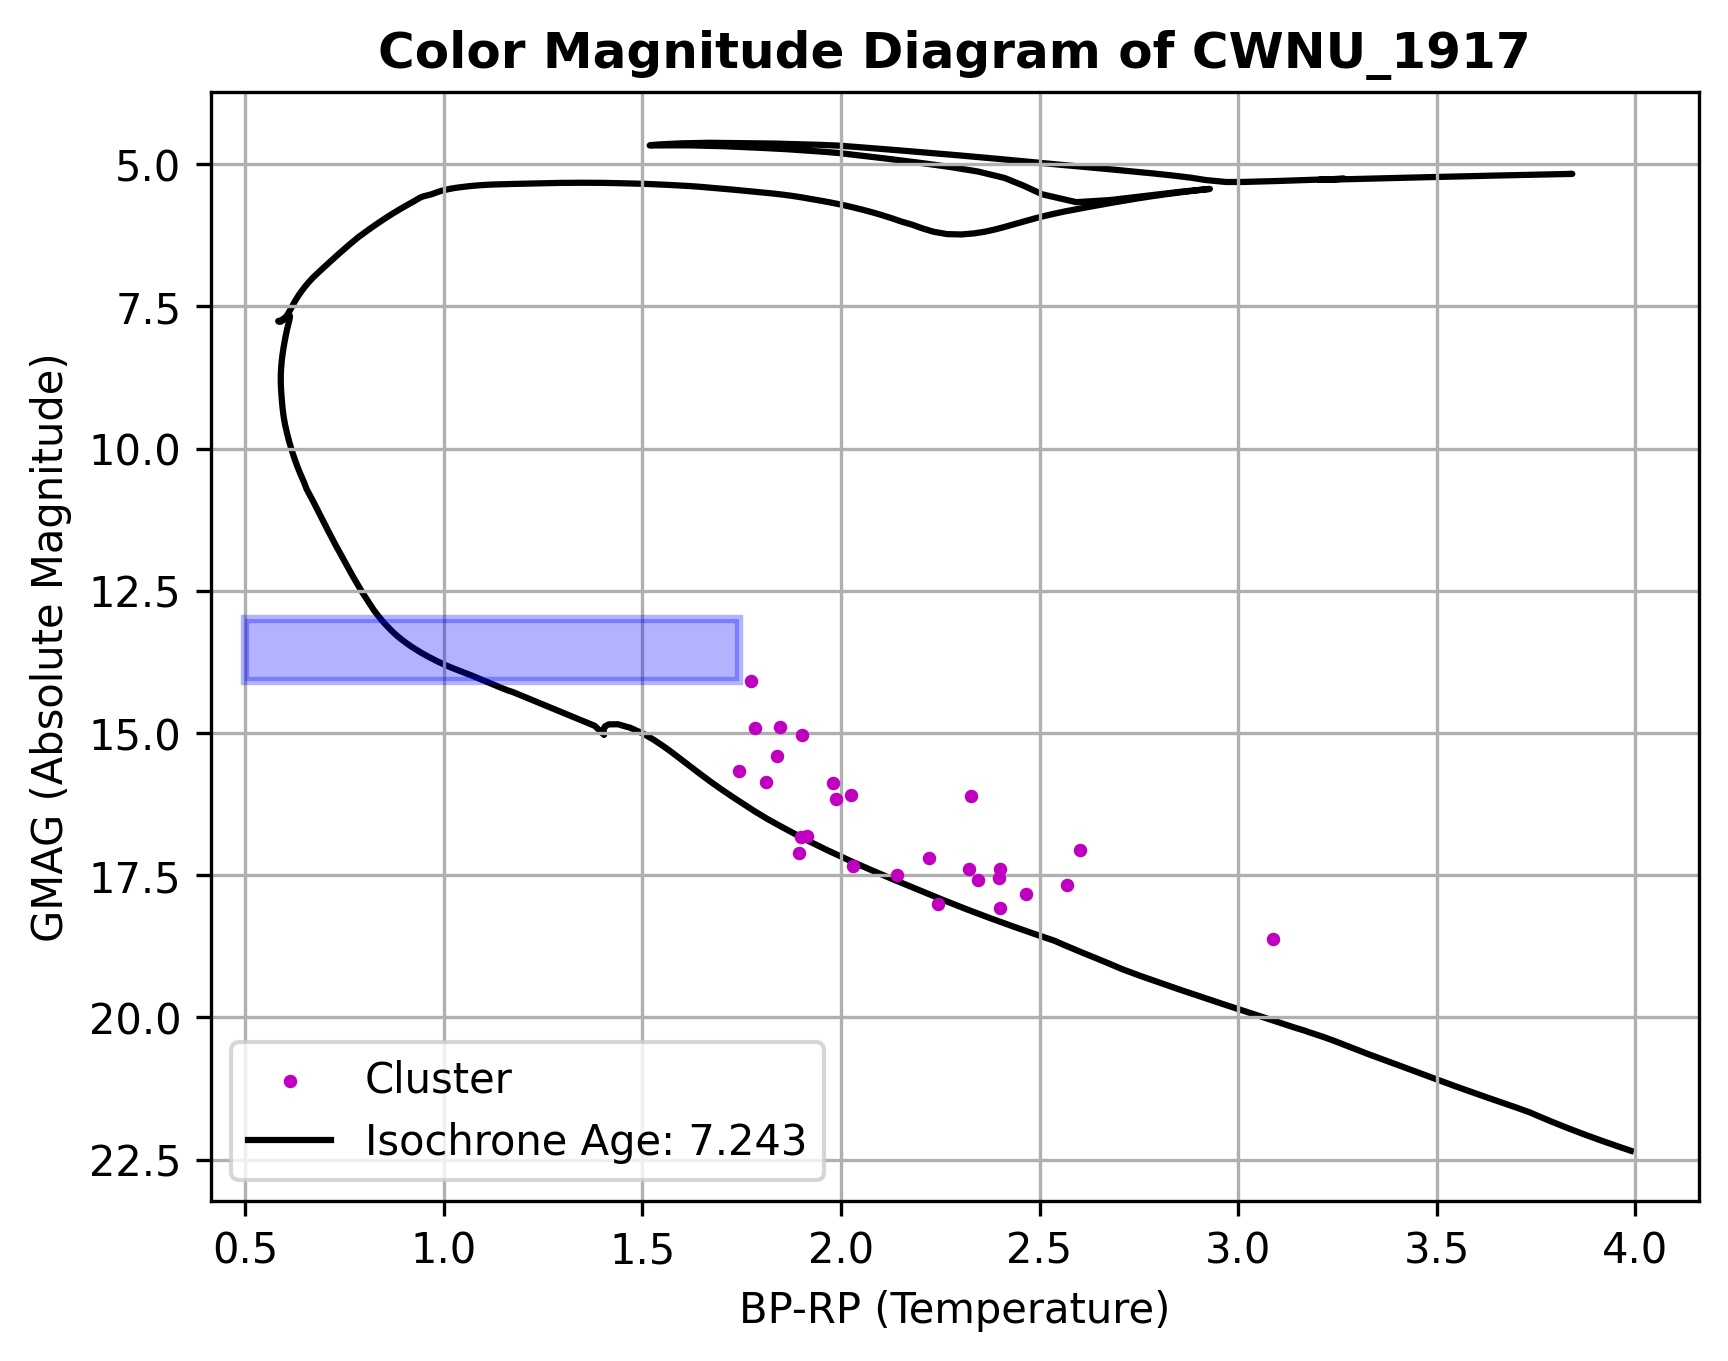 Color Magnitude Diagram of CWNU_1917
GMAG (Absolute Magnitude)
5.0
7.5
10.0
12.5
15.0
17.5
20.0
22.5
Cluster
Isochrone Age: 7.243
0.5 1.0 1.5 2.0 2.5 3.0 3.5 4.0
BP-RP (Temperature)